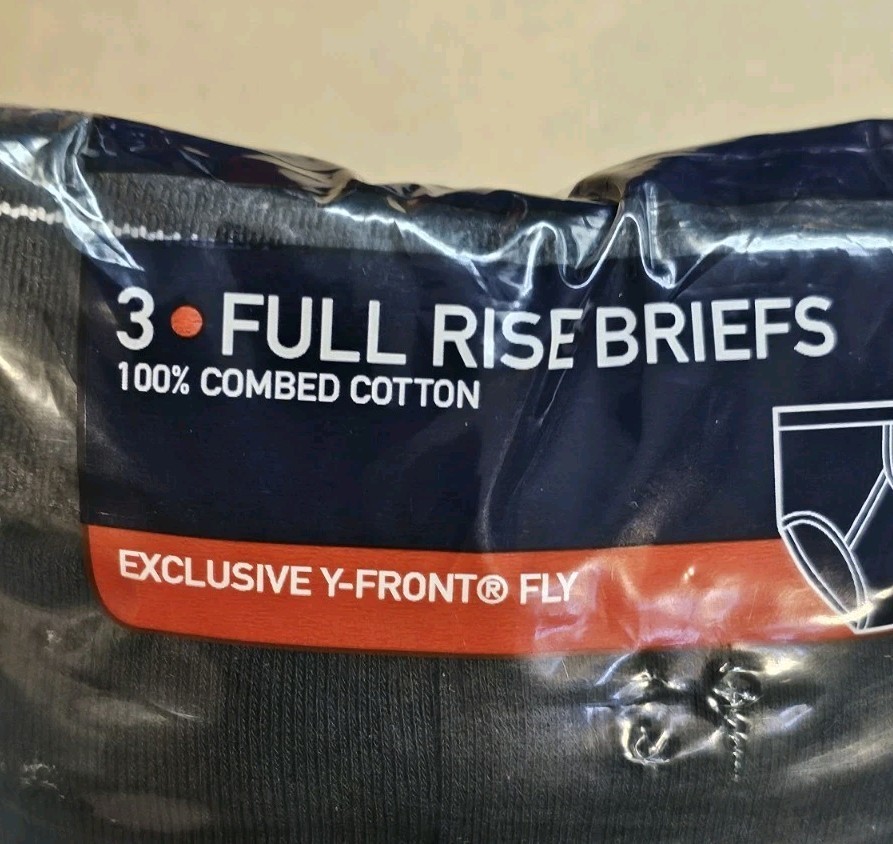 3 • FULL RISE BRIEFS
100% COMBED COTTON
EXCLUSIVE Y-FRONT® FLY